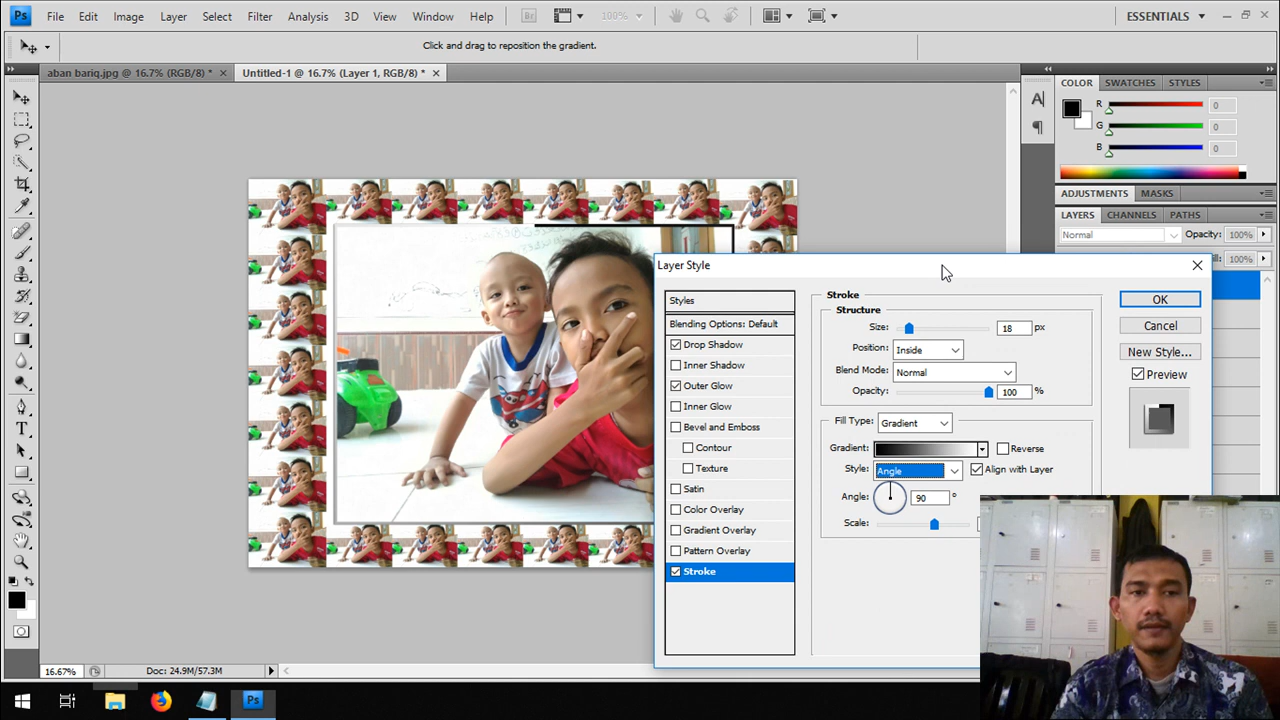 Ps File Edit Image Layer Select Filter Analysis 3D View Window Help Br 100% ESSENTIALS
Click and drag to reposition the gradient.
aban bariq.jpg @ 16.7% (RGB/8) * × Untitled-1 @ 16.7% (Layer 1, RGB/8) * ×
COLOR SWATCHES STYLES
R 0
G 0
B 0
ADJUSTMENTS MASKS
LAYERS CHANNELS PATHS
Normal Opacity: 100%
100%
Layer Style
Styles
Blending Options: Default
Drop Shadow
Inner Shadow
Outer Glow
Inner Glow
Bevel and Emboss
Contour
Texture
Satin
Color Overlay
Gradient Overlay
Pattern Overlay
Stroke
Stroke
Structure
Size: 18 px
Position: Inside
Blend Mode: Normal
Opacity: 100 %
Fill Type: Gradient
Gradient: Reverse
Style: Angle Align with Layer
Angle: 90 °
Scale:
OK
Cancel
New Style...
Preview
16.67% Doc: 24.9M/57.3M
Ps